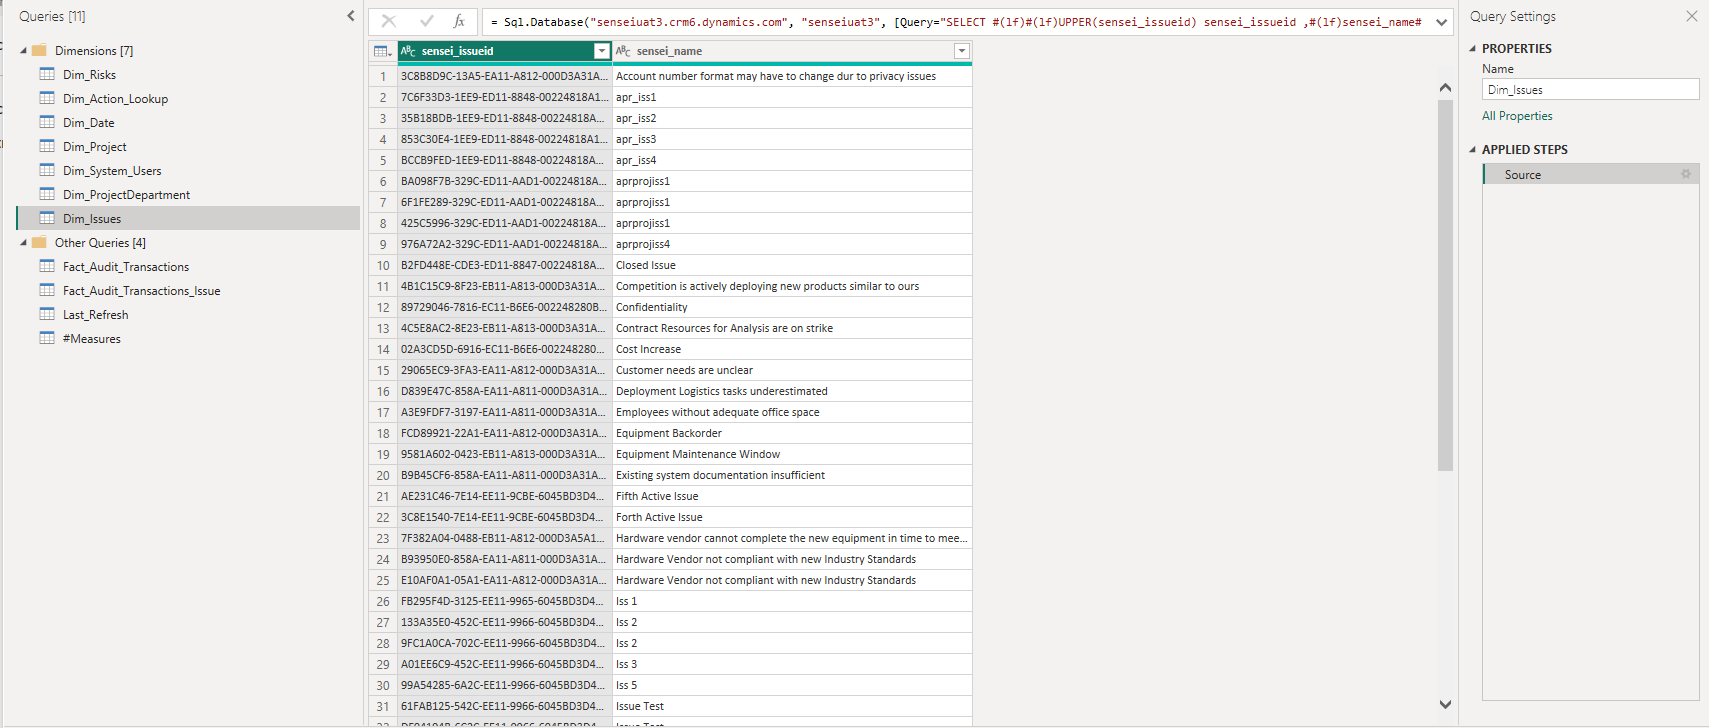 Queries [11]
Dimensions [7]
Dim_Risks
Dim_Action_Lookup
Dim_Date
Dim_Project
Dim_System_Users
Dim_ProjectDepartment
Dim_Issues
Other Queries [4]
Fact_Audit_Transactions
Fact_Audit_Transactions_Issue
Last_Refresh
#Measures
fx = Sql.Database("senseiuat3.crm6.dynamics.com", "senseiuat3", [Query="SELECT #(lf)#(lf)UPPER(sensei_issueid) sensei_issueid ,#(lf)sensei_name#
ABC sensei_issueid ABC sensei_name
1 3C8B8D9C-13A5-EA11-A812-000D3A31A... Account number format may have to change dur to privacy issues
2 7C6F33D3-1EE9-ED11-8848-00224818A1... apr_iss1
3 35B18BDB-1EE9-ED11-8848-00224818A... apr_iss2
4 853C30E4-1EE9-ED11-8848-00224818A1... apr_iss3
5 BCCB9FED-1EE9-ED11-8848-00224818A... apr_iss4
6 BA098F7B-329C-ED11-AAD1-00224818A... aprprojiss1
7 6F1FE289-329C-ED11-AAD1-00224818A... aprprojiss1
8 425C5996-329C-ED11-AAD1-00224818A... aprprojiss1
9 976A72A2-329C-ED11-AAD1-00224818A... aprprojiss4
10 B2FD448E-CDE3-ED11-8847-00224818A... Closed Issue
11 4B1C15C9-8F23-EB11-A813-000D3A31A... Competition is actively deploying new products similar to ours
12 89729046-7816-EC11-B6E6-002248280B... Confidentiality
13 4C5E8AC2-8E23-EB11-A813-000D3A31A... Contract Resources for Analysis are on strike
14 02A3CD5D-6916-EC11-B6E6-002248280... Cost Increase
15 29065EC9-3FA3-EA11-A812-000D3A31A... Customer needs are unclear
16 D839E47C-858A-EA11-A811-000D3A31A... Deployment Logistics tasks underestimated
17 A3E9FDF7-3197-EA11-A811-000D3A31A... Employees without adequate office space
18 FCD89921-22A1-EA11-A812-000D3A31A... Equipment Backorder
19 9581A602-0423-EB11-A813-000D3A31A... Equipment Maintenance Window
20 B9B45CF6-858A-EA11-A811-000D3A31A... Existing system documentation insufficient
21 AE231C46-7E14-EE11-9CBE-6045BD3D4... Fifth Active Issue
22 3C8E1540-7E14-EE11-9CBE-6045BD3D4... Forth Active Issue
23 7F382A04-0488-EB11-A812-000D3A5A1... Hardware vendor cannot complete the new equipment in time to mee...
24 B93950E0-858A-EA11-A811-000D3A31A... Hardware Vendor not compliant with new Industry Standards
25 E10AF0A1-05A1-EA11-A812-000D3A31A... Hardware Vendor not compliant with new Industry Standards
26 FB295F4D-3125-EE11-9965-6045BD3D4... Iss 1
27 133A35E0-452C-EE11-9966-6045BD3D4... Iss 2
28 9FC1A0CA-702C-EE11-9966-6045BD3D4... Iss 2
29 A01EE6C9-452C-EE11-9966-6045BD3D4... Iss 3
30 99A54285-6A2C-EE11-9966-6045BD3D4... Iss 5
31 61FAB125-542C-EE11-9966-6045BD3D4... Issue Test
Query Settings
PROPERTIES
Name
Dim_Issues
All Properties
APPLIED STEPS
Source